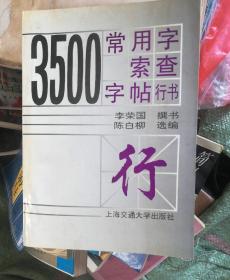 3500常用字
索查
字帖行书
李荣国 撰书
陈白柳 选编
行
上海交通大学出版社